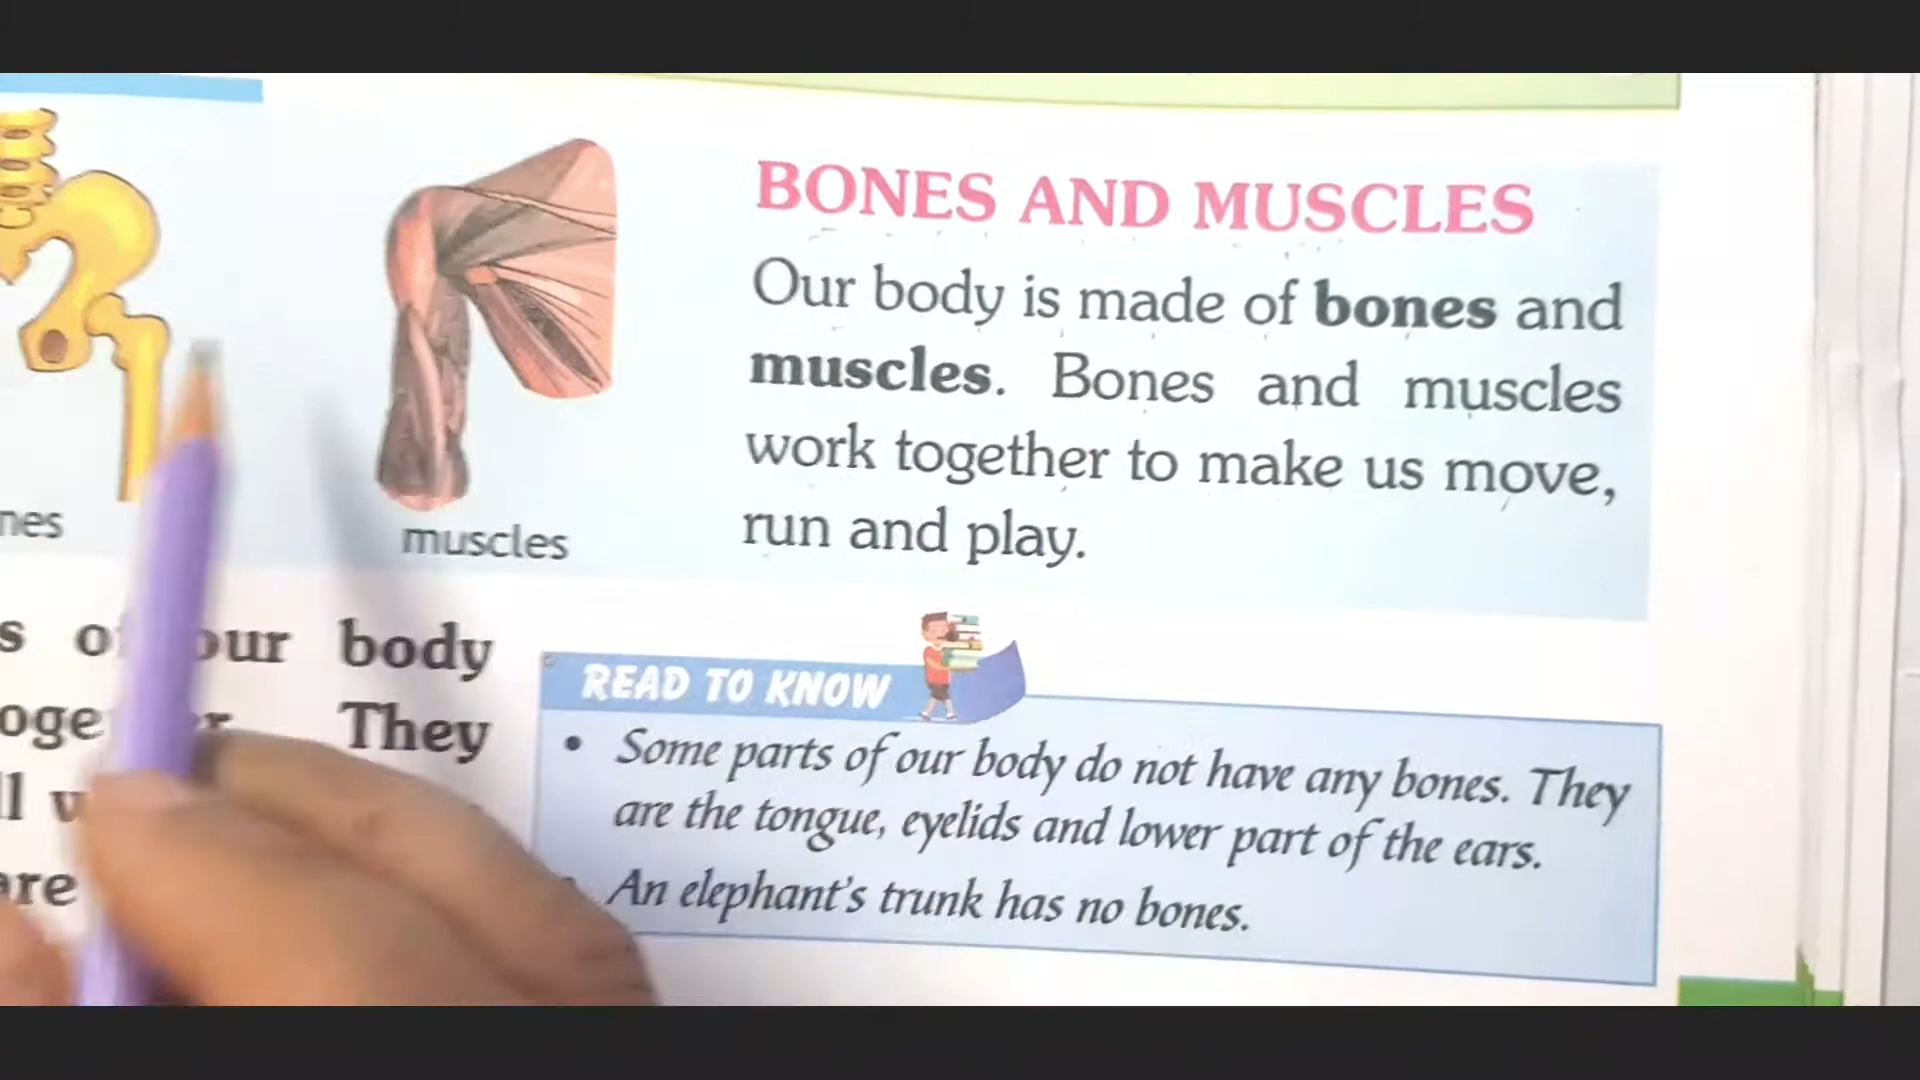 BONES AND MUSCLES
Our body is made of bones and
muscles. Bones and muscles
work together to make us move,
run and play.
muscles
our body
They
are
READ TO KNOW
• Some parts of our body do not have any bones. They
are the tongue, eyelids and lower part of the ears.
An elephant's trunk has no bones.